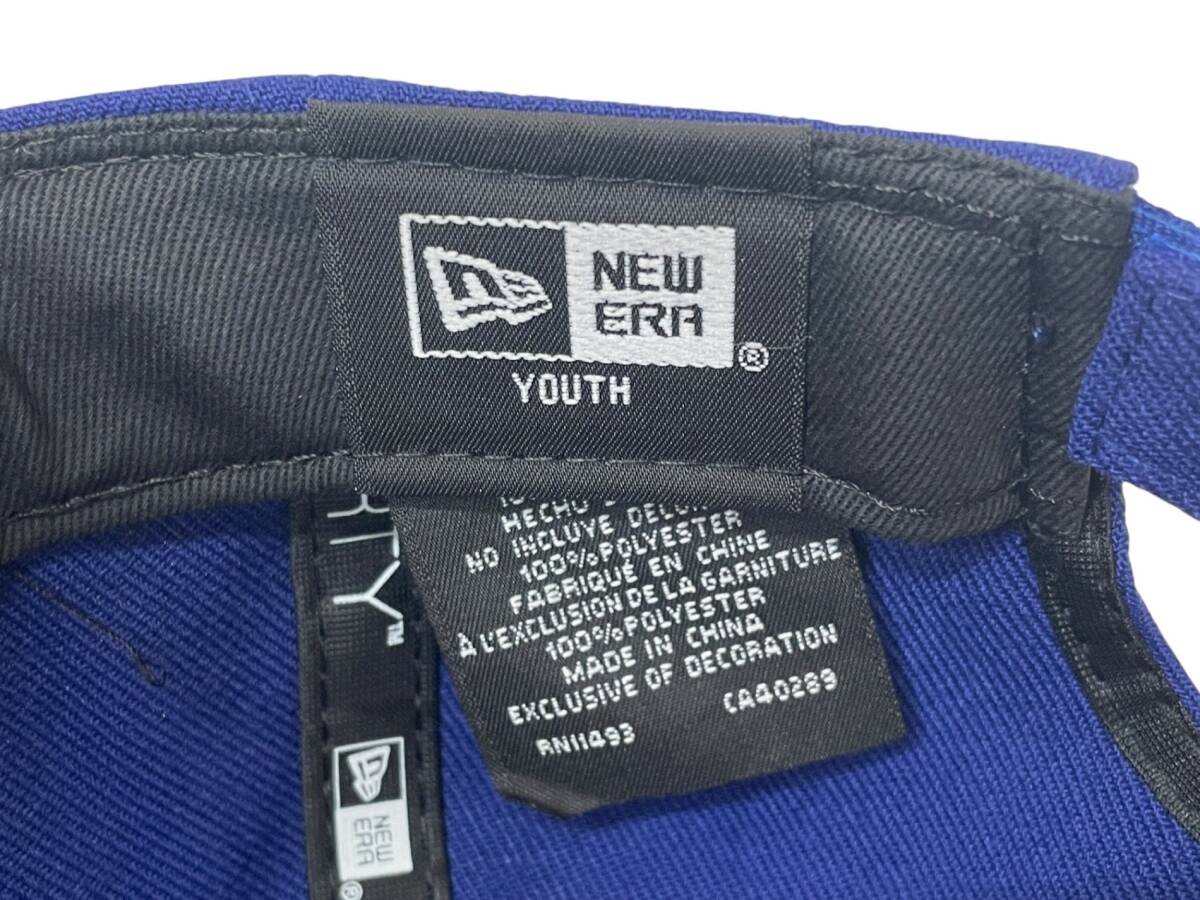 NEW
ERA
®
YOUTH
HECHO
NO INCLUYE
100%POLYESTER
FABRIQUÉ EN CHINE
À L'EXCLUSION DE LA GARNITURE
100%POLYESTER
MADE IN CHINA
EXCLUSIVE OF DECORATION
RN11493 CA40289
RTY
NEW
ERA
®